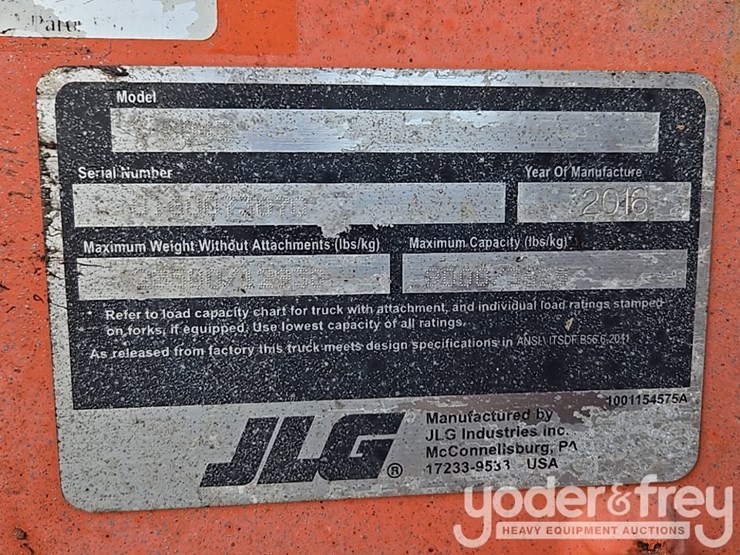 Parts
Model
Serial Number
Year Of Manufacture
2016
Maximum Weight Without Attachments (lbs/kg)
Maximum Capacity (lbs/kg)*
* Refer to load capacity chart for truck with attachment, and individual load ratings stamped
on forks, if equipped. Use lowest capacity of all ratings.
As released from factory this truck meets design specifications in ANSI\ ITSDF B56.6-2011
1001154575A
JLG®
Manufactured by
JLG Industries Inc.
McConnellsburg, PA
17233-9533 USA
yoder&frey
HEAVY EQUIPMENT AUCTIONS